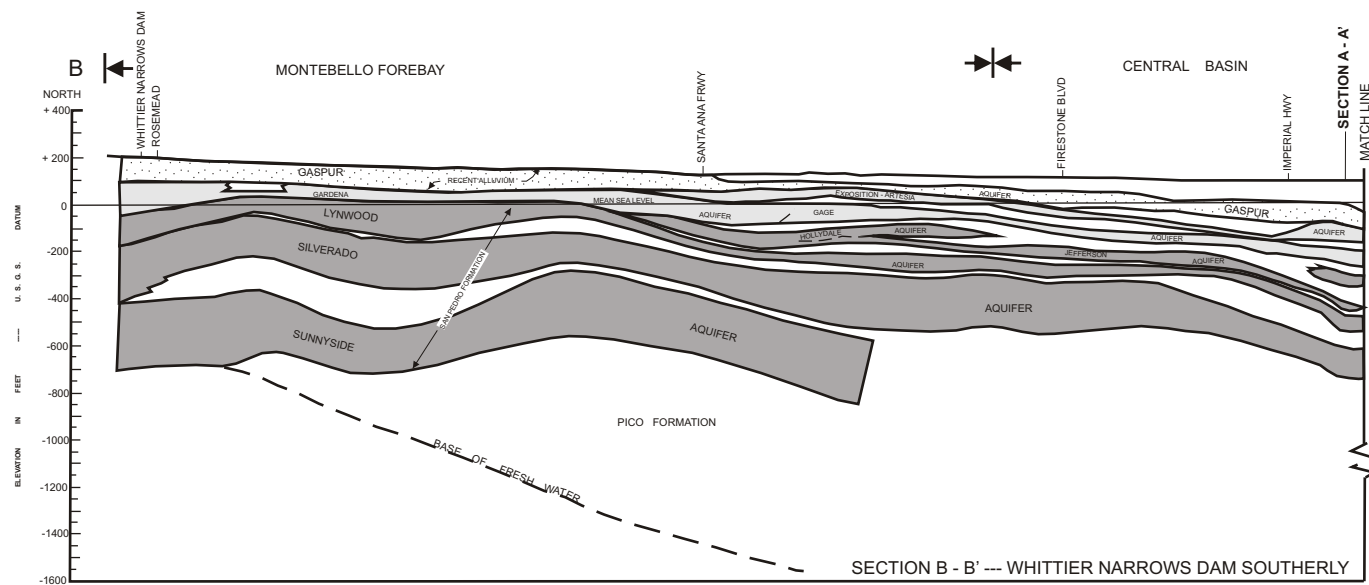 B
MONTEBELLO FOREBAY
CENTRAL BASIN
NORTH
WHITTIER NARROWS DAM
ROSEMEAD
SANTA ANA FRWY
FIRESTONE BLVD
IMPERIAL HWY
SECTION A - A'
MATCH LINE
+ 400
+ 200
0
-200
-400
-600
-800
-1000
-1200
-1400
-1600
ELEVATION IN FEET --- U. S. G. S. DATUM
GASPUR
RECENT ALLUVIUM
GARDENA
MEAN SEA LEVEL
EXPOSITION - ARTESIA
AQUIFER
GASPUR
LYNWOOD
AQUIFER
GAGE
AQUIFER
AQUIFER
HOLLYDALE
AQUIFER
SILVERADO
AQUIFER
JEFFERSON
AQUIFER
SAN PEDRO FORMATION
AQUIFER
SUNNYSIDE
AQUIFER
PICO FORMATION
BASE OF FRESH WATER
SECTION B - B' --- WHITTIER NARROWS DAM SOUTHERLY